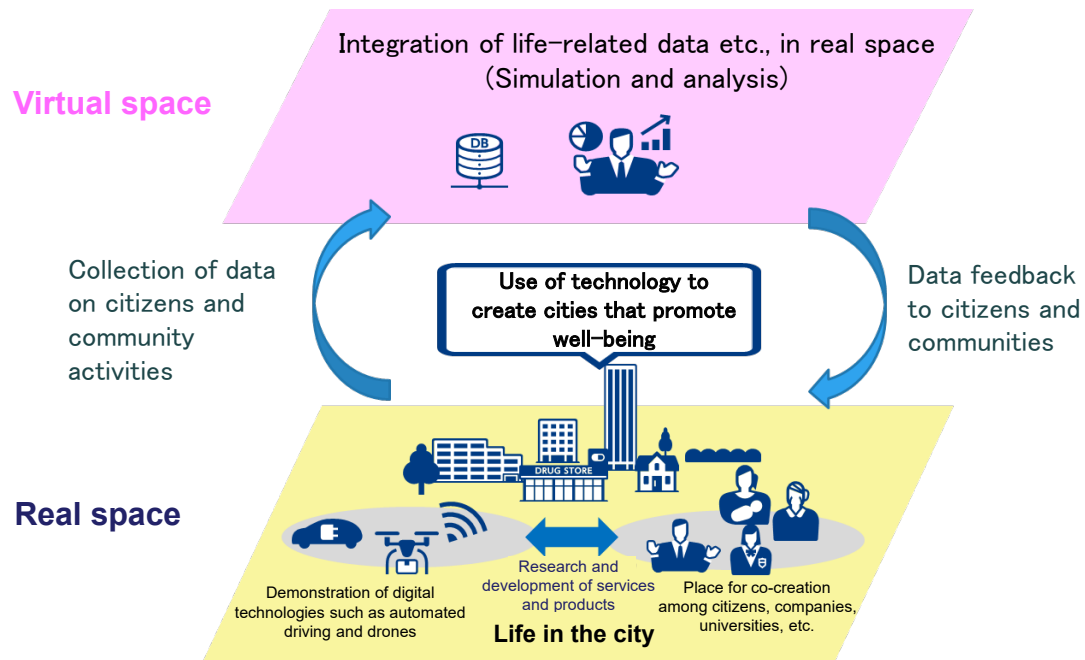 Integration of life-related data etc., in real space
(Simulation and analysis)
Virtual space
DB
Collection of data
on citizens and
community
activities
Use of technology to
create cities that promote
well-being
Data feedback
to citizens and
communities
DRUG STORE
Real space
Demonstration of digital
technologies such as automated
driving and drones
Research and
development of services
and products
Place for co-creation
among citizens, companies,
universities, etc.
Life in the city